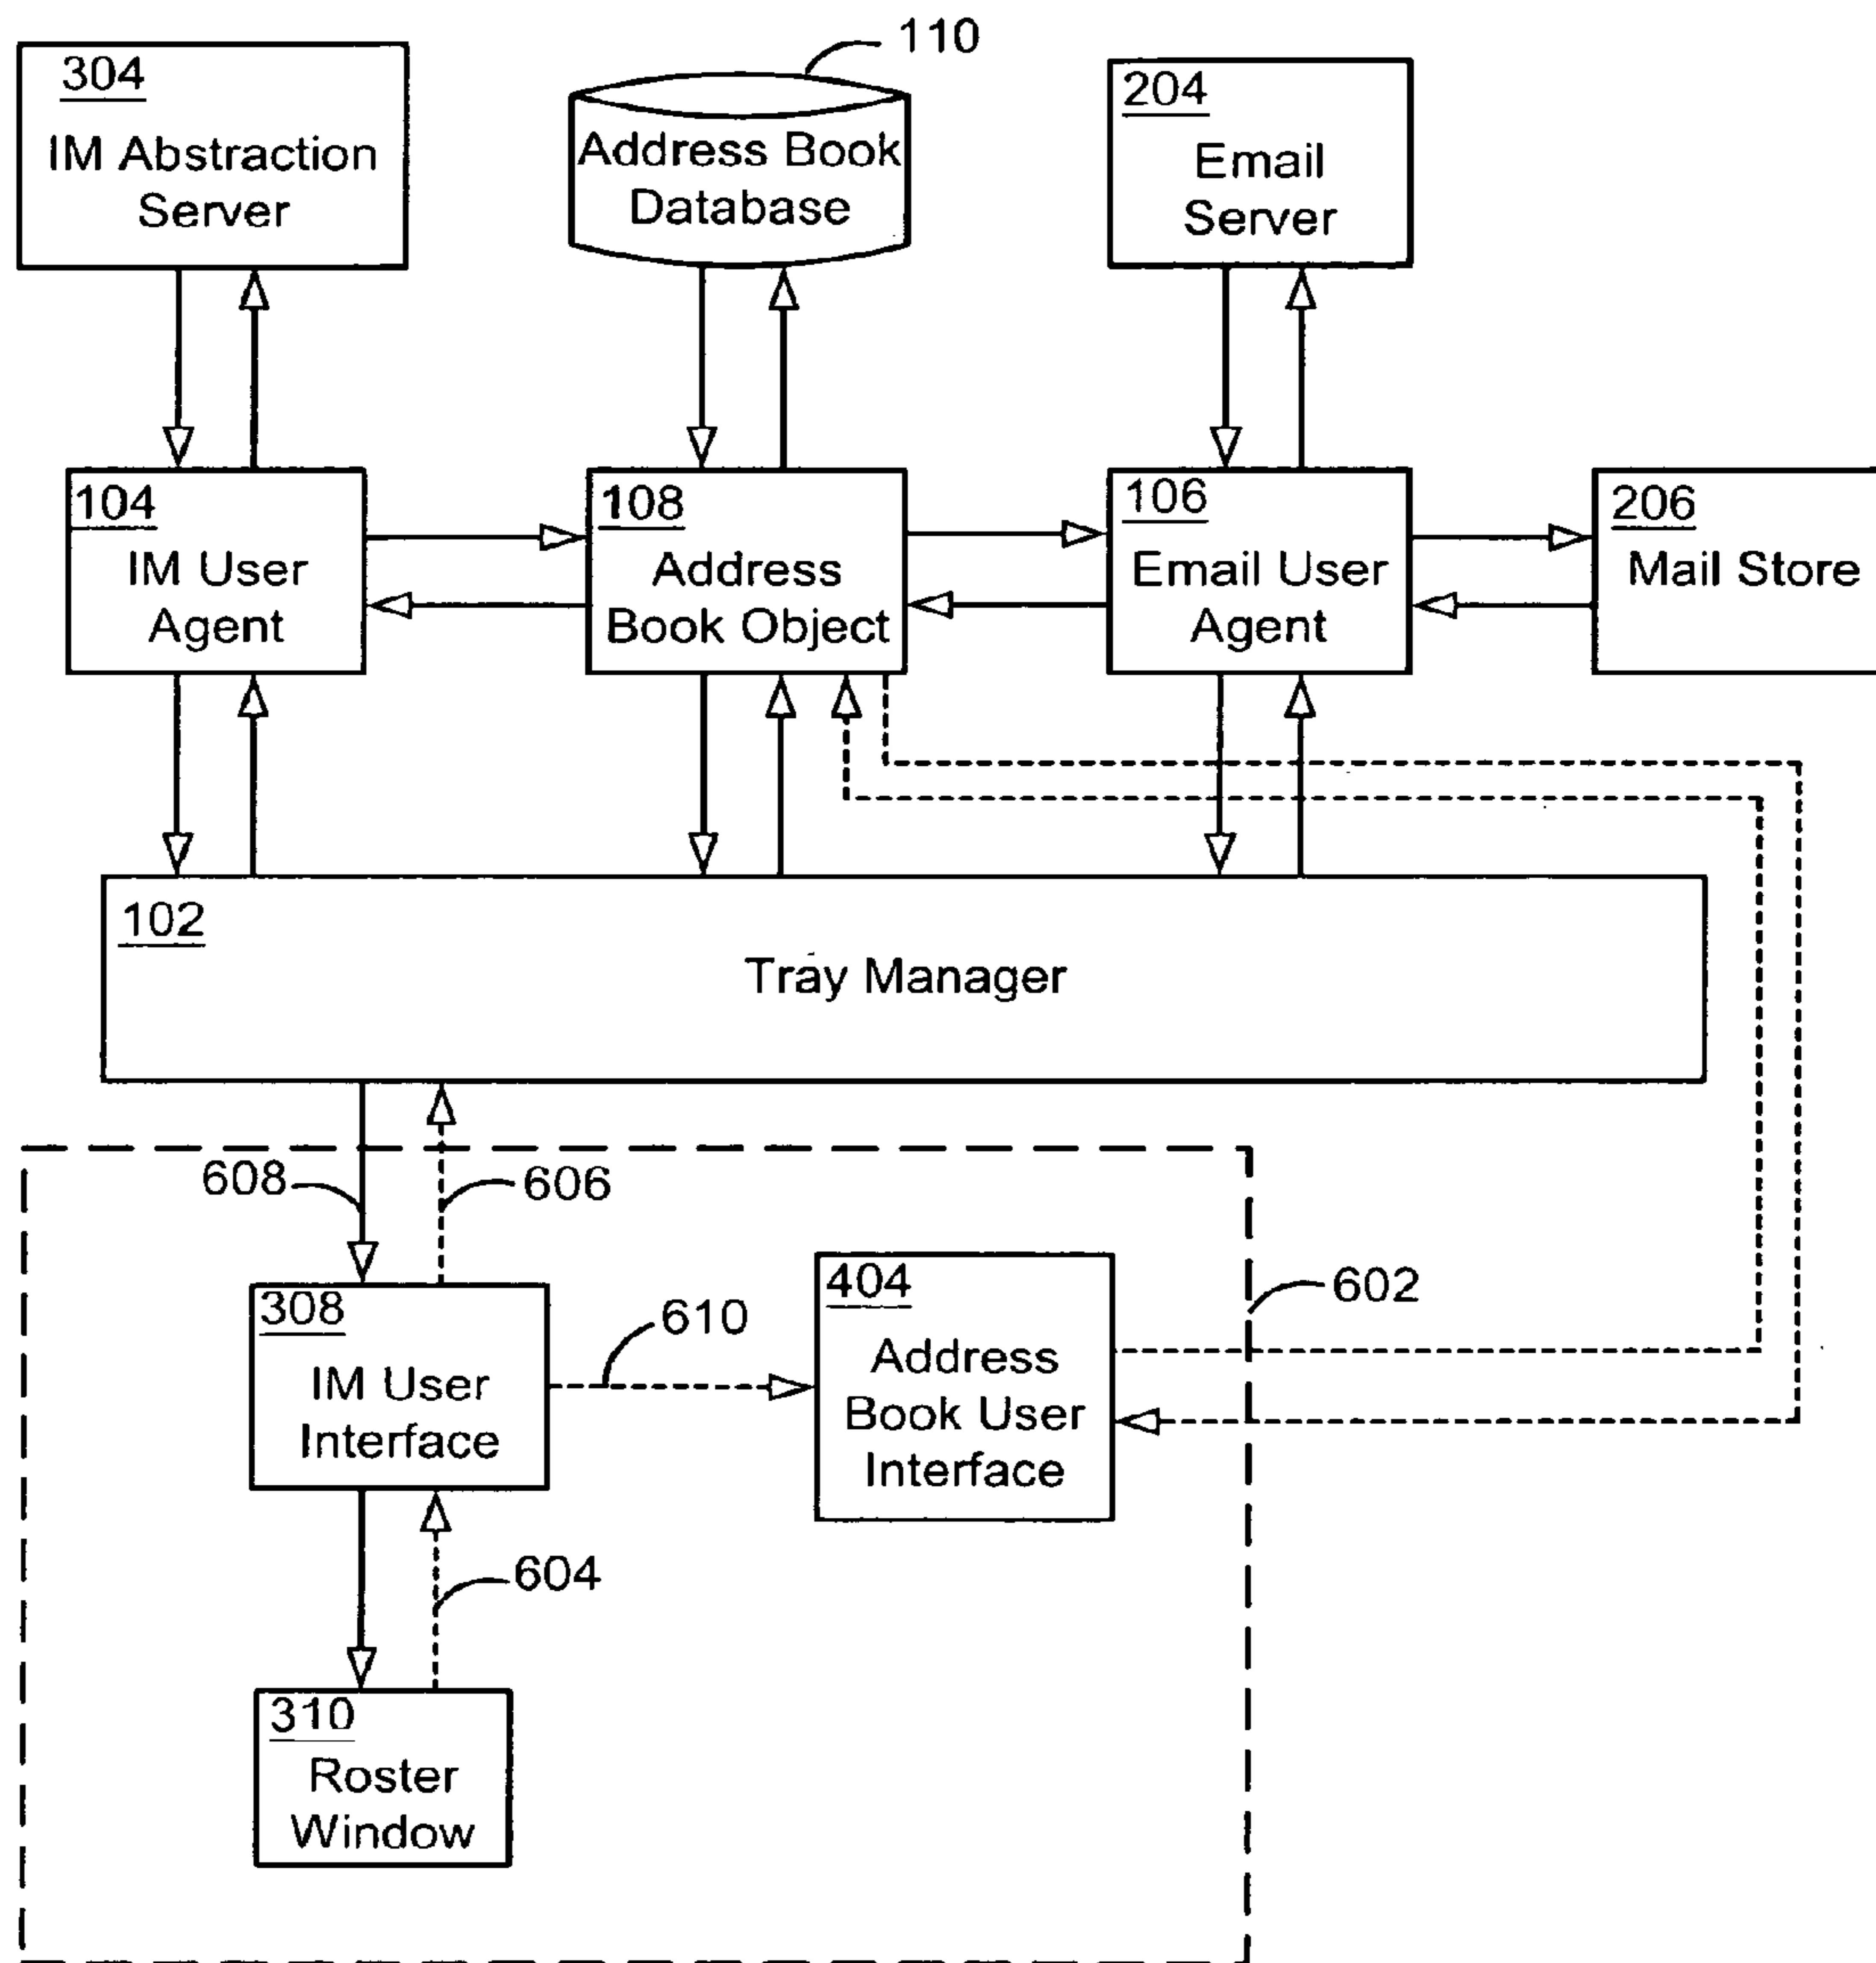 110
304
IM Abstraction
Server
Address Book
Database
204
Email
Server
104
IM User
Agent
108
Address
Book Object
106
Email User
Agent
206
Mail Store
102
Tray Manager
608
606
308
IM User
Interface
610
404
Address
Book User
Interface
602
604
310
Roster
Window